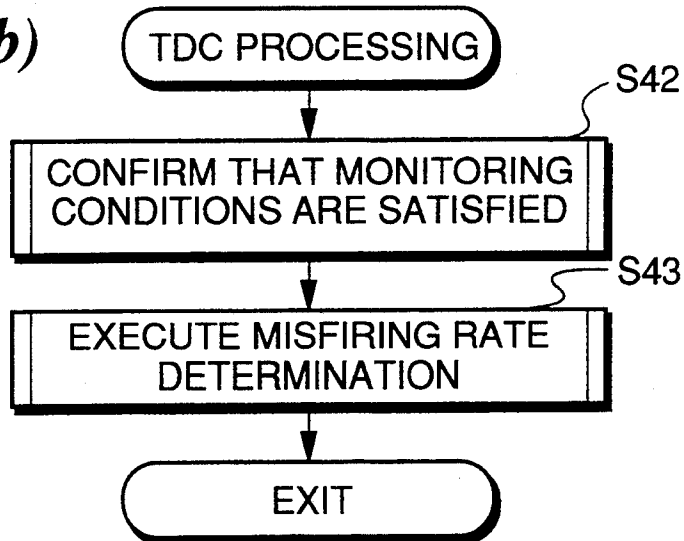 b)
TDC PROCESSING
S42
CONFIRM THAT MONITORING
CONDITIONS ARE SATISFIED
S43
EXECUTE MISFIRING RATE
DETERMINATION
EXIT